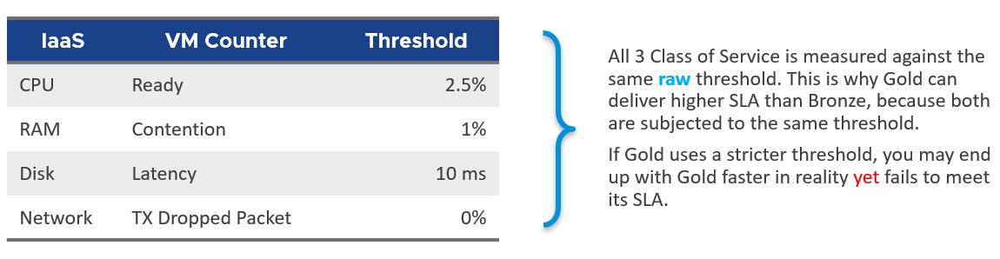 IaaS VM Counter Threshold
CPU Ready 2.5%
RAM Contention 1%
Disk Latency 10 ms
Network TX Dropped Packet 0%
All 3 Class of Service is measured against the
same raw threshold. This is why Gold can
deliver higher SLA than Bronze, because both
are subjected to the same threshold.
If Gold uses a stricter threshold, you may end
up with Gold faster in reality yet fails to meet
its SLA.